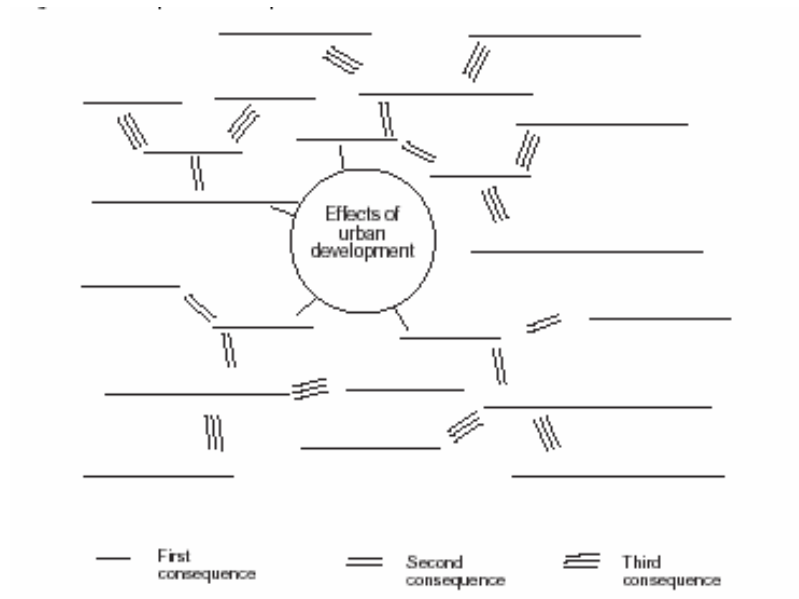 Effects of
urban
development
First
consequence
Second
consequence
Third
consequence